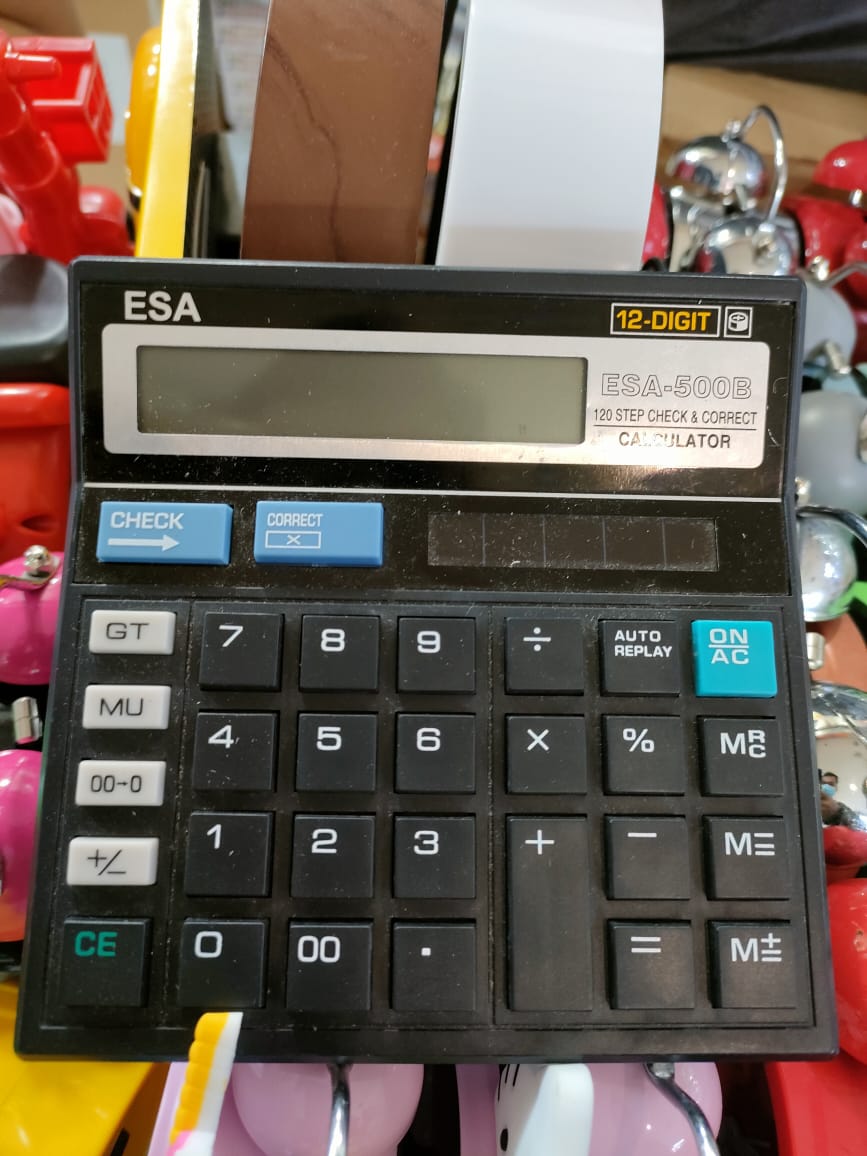 ESA
12-DIGIT
ESA-500B
120 STEP CHECK & CORRECT
CALCULATOR
CHECK
CORRECT
X
GT 7 8 9 ÷ AUTO REPLAY ON/AC
MU 4 5 6 X % MRC
00→0 1 2 3 + − M=
+/− 0 00 . = M±
CE